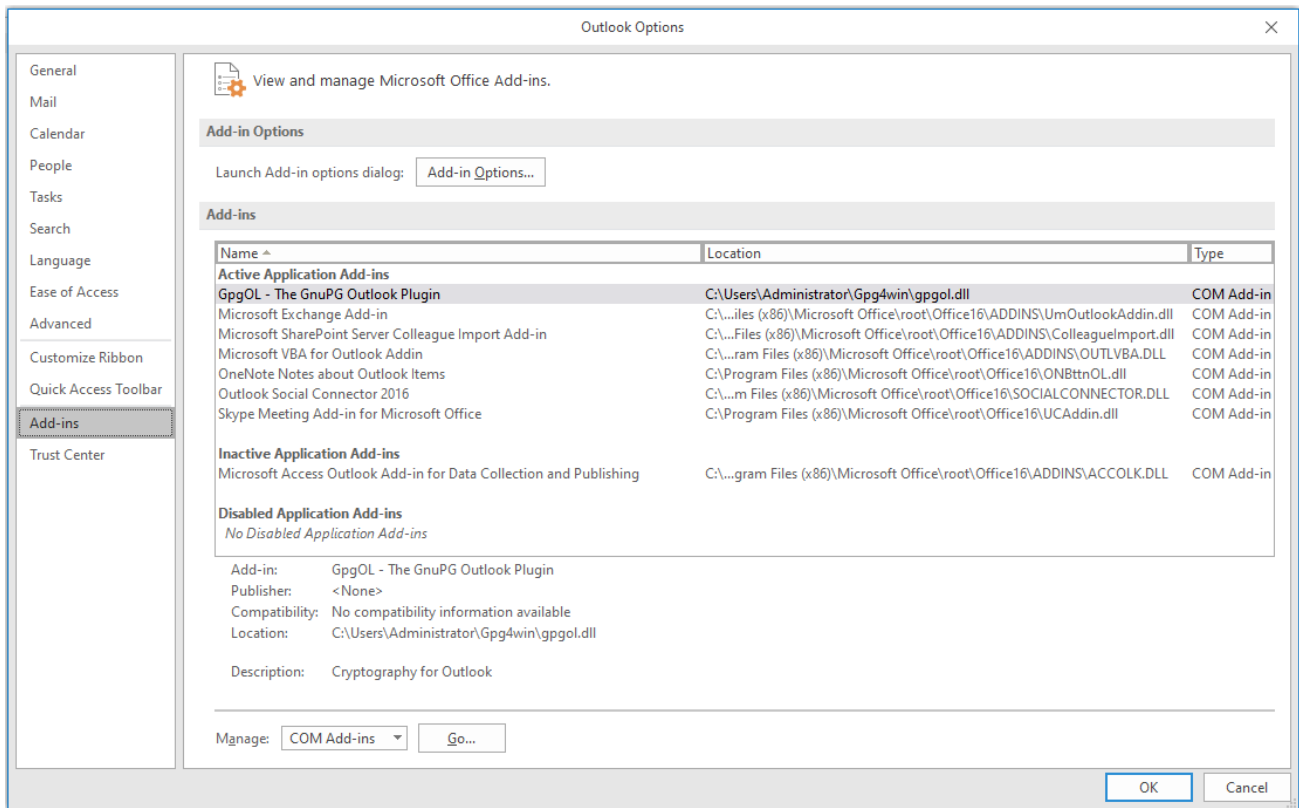 Outlook Options
General
Mail
Calendar
People
Tasks
Search
Language
Ease of Access
Advanced
Customize Ribbon
Quick Access Toolbar
Add-ins
Trust Center
View and manage Microsoft Office Add-ins.
Add-in Options
Launch Add-in options dialog: Add-in Options...
Add-ins
Name Location Type
Active Application Add-ins
GpgOL - The GnuPG Outlook Plugin C:\Users\Administrator\Gpg4win\gpgol.dll COM Add-in
Microsoft Exchange Add-in C:\...iles (x86)\Microsoft Office\root\Office16\ADDINS\UmOutlookAddin.dll COM Add-in
Microsoft SharePoint Server Colleague Import Add-in C:\...Files (x86)\Microsoft Office\root\Office16\ADDINS\ColleagueImport.dll COM Add-in
Microsoft VBA for Outlook Addin C:\...ram Files (x86)\Microsoft Office\root\Office16\ADDINS\OUTLVBA.DLL COM Add-in
OneNote Notes about Outlook Items C:\Program Files (x86)\Microsoft Office\root\Office16\ONBttnOL.dll COM Add-in
Outlook Social Connector 2016 C:\...m Files (x86)\Microsoft Office\root\Office16\ADDINS\SOCIALCONNECTOR.DLL COM Add-in
Skype Meeting Add-in for Microsoft Office C:\Program Files (x86)\Microsoft Office\root\Office16\UCAddin.dll COM Add-in
Inactive Application Add-ins
Microsoft Access Outlook Add-in for Data Collection and Publishing C:\...gram Files (x86)\Microsoft Office\root\Office16\ADDINS\ACCOLK.DLL COM Add-in
Disabled Application Add-ins
No Disabled Application Add-ins
Add-in: GpgOL - The GnuPG Outlook Plugin
Publisher: <None>
Compatibility: No compatibility information available
Location: C:\Users\Administrator\Gpg4win\gpgol.dll
Description: Cryptography for Outlook
Manage: COM Add-ins Go...
OK Cancel